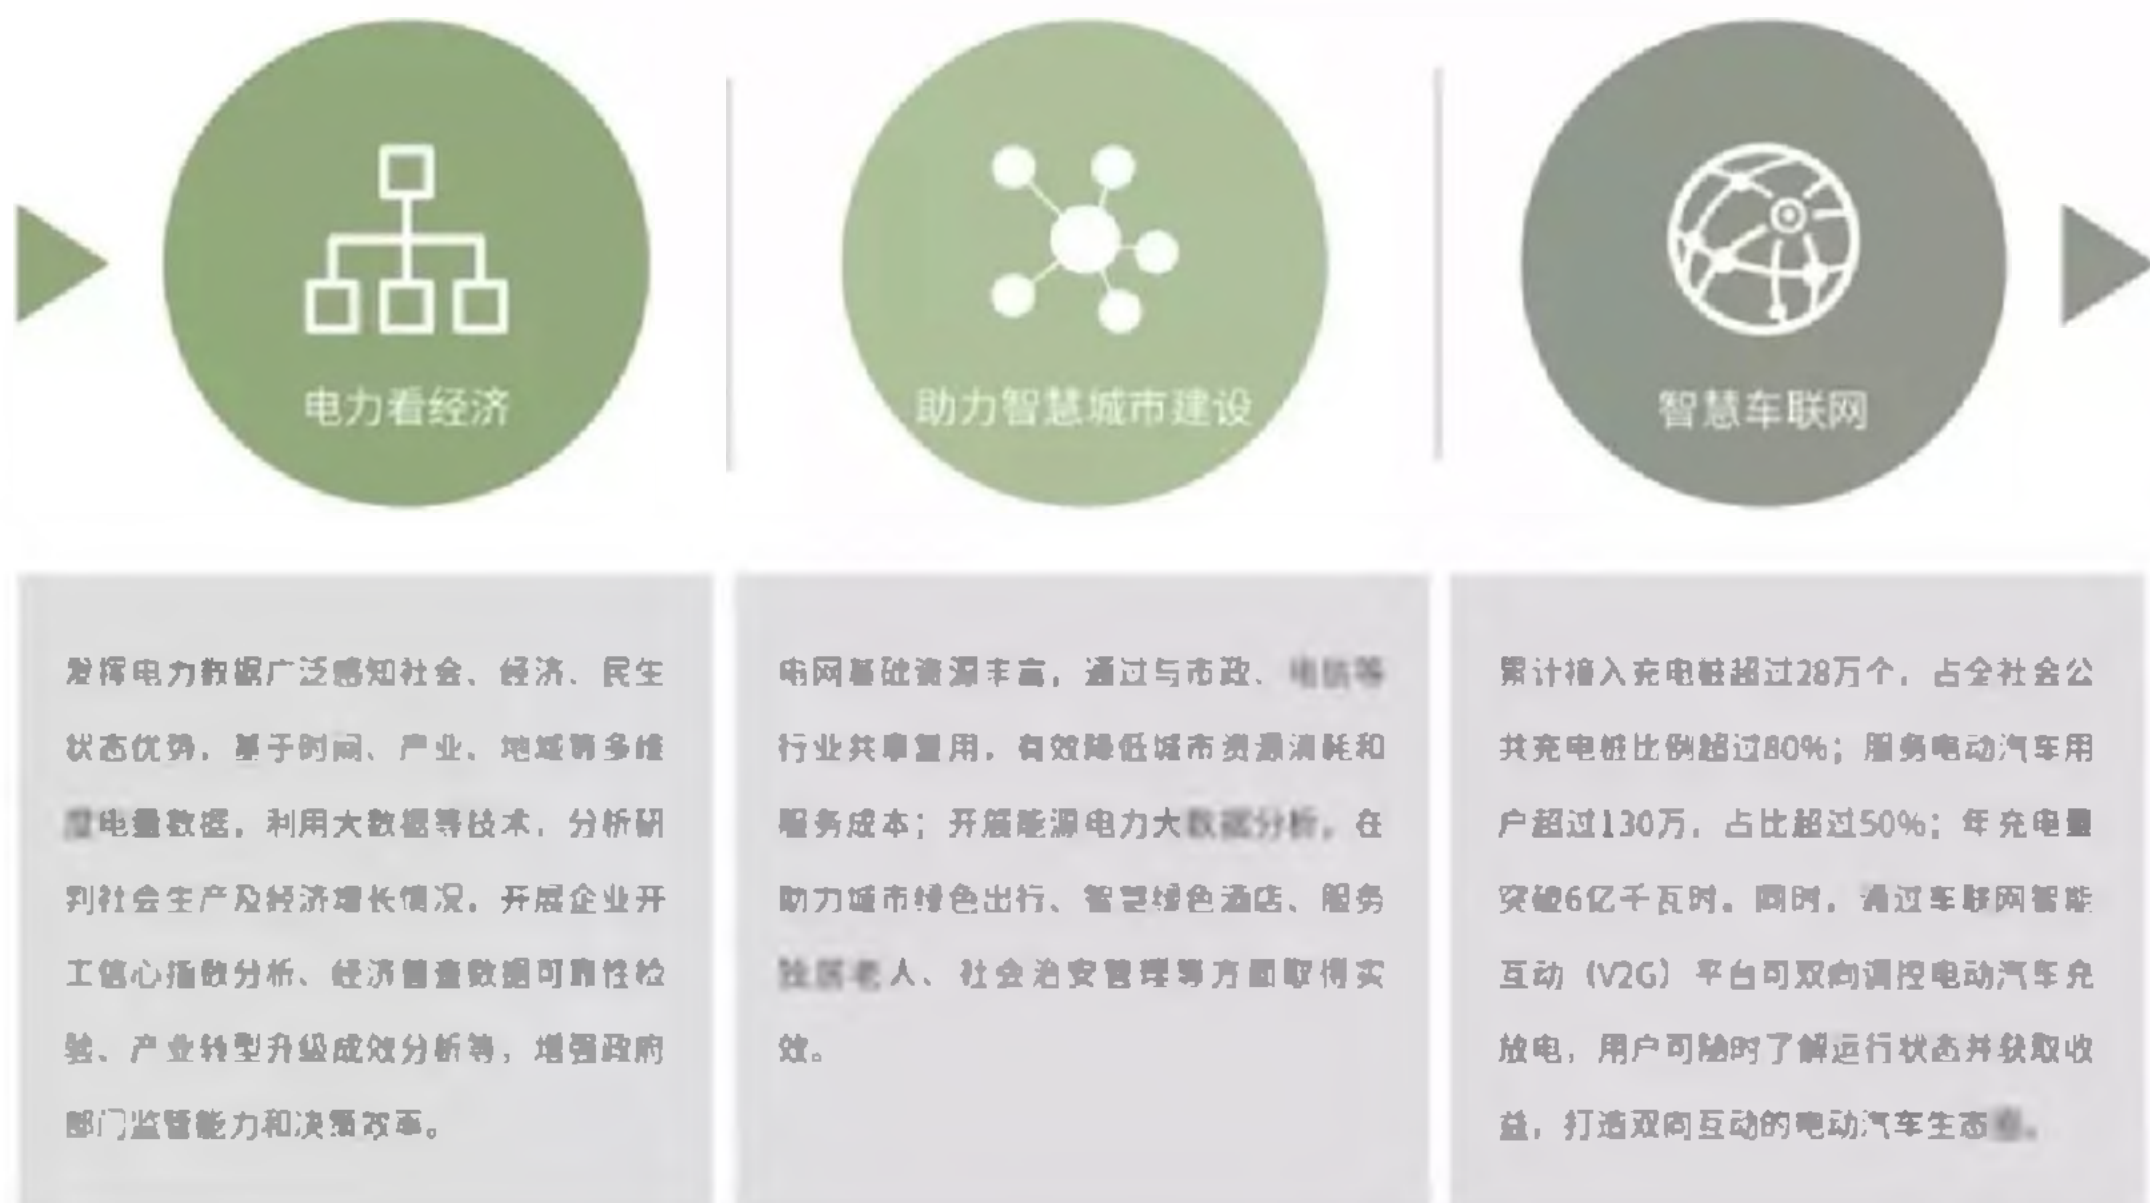 电力看经济
助力智慧城市建设
智慧车联网
发挥电力数据广泛感知社会、经济、民生
状态优势，基于时间、产业、地域等多维
度电量数据，利用大数据等技术，分析研
判社会生产及经济增长情况，开展企业开
工信心指数分析、经济普查数据可靠性检
验、产业转型升级成效分析等，增强政府
部门监管能力和决策效率。
电网基础资源丰富，通过与市政、电信等
行业共享复用，有效降低城市资源消耗和
服务成本；开展能源电力大数据分析，在
助力城市绿色出行、智慧绿色酒店、服务
独居老人、社会治安管理等方面取得实
效。
累计接入充电桩超过28万个，占全社会公
共充电桩比例超过80%；服务电动汽车用
户超过130万，占比超过50%；年充电量
突破6亿千瓦时。同时，通过车联网智能
互动（V2G）平台可双向调控电动汽车充
放电，用户可随时了解运行状态并获取收
益，打造双向互动的电动汽车生态